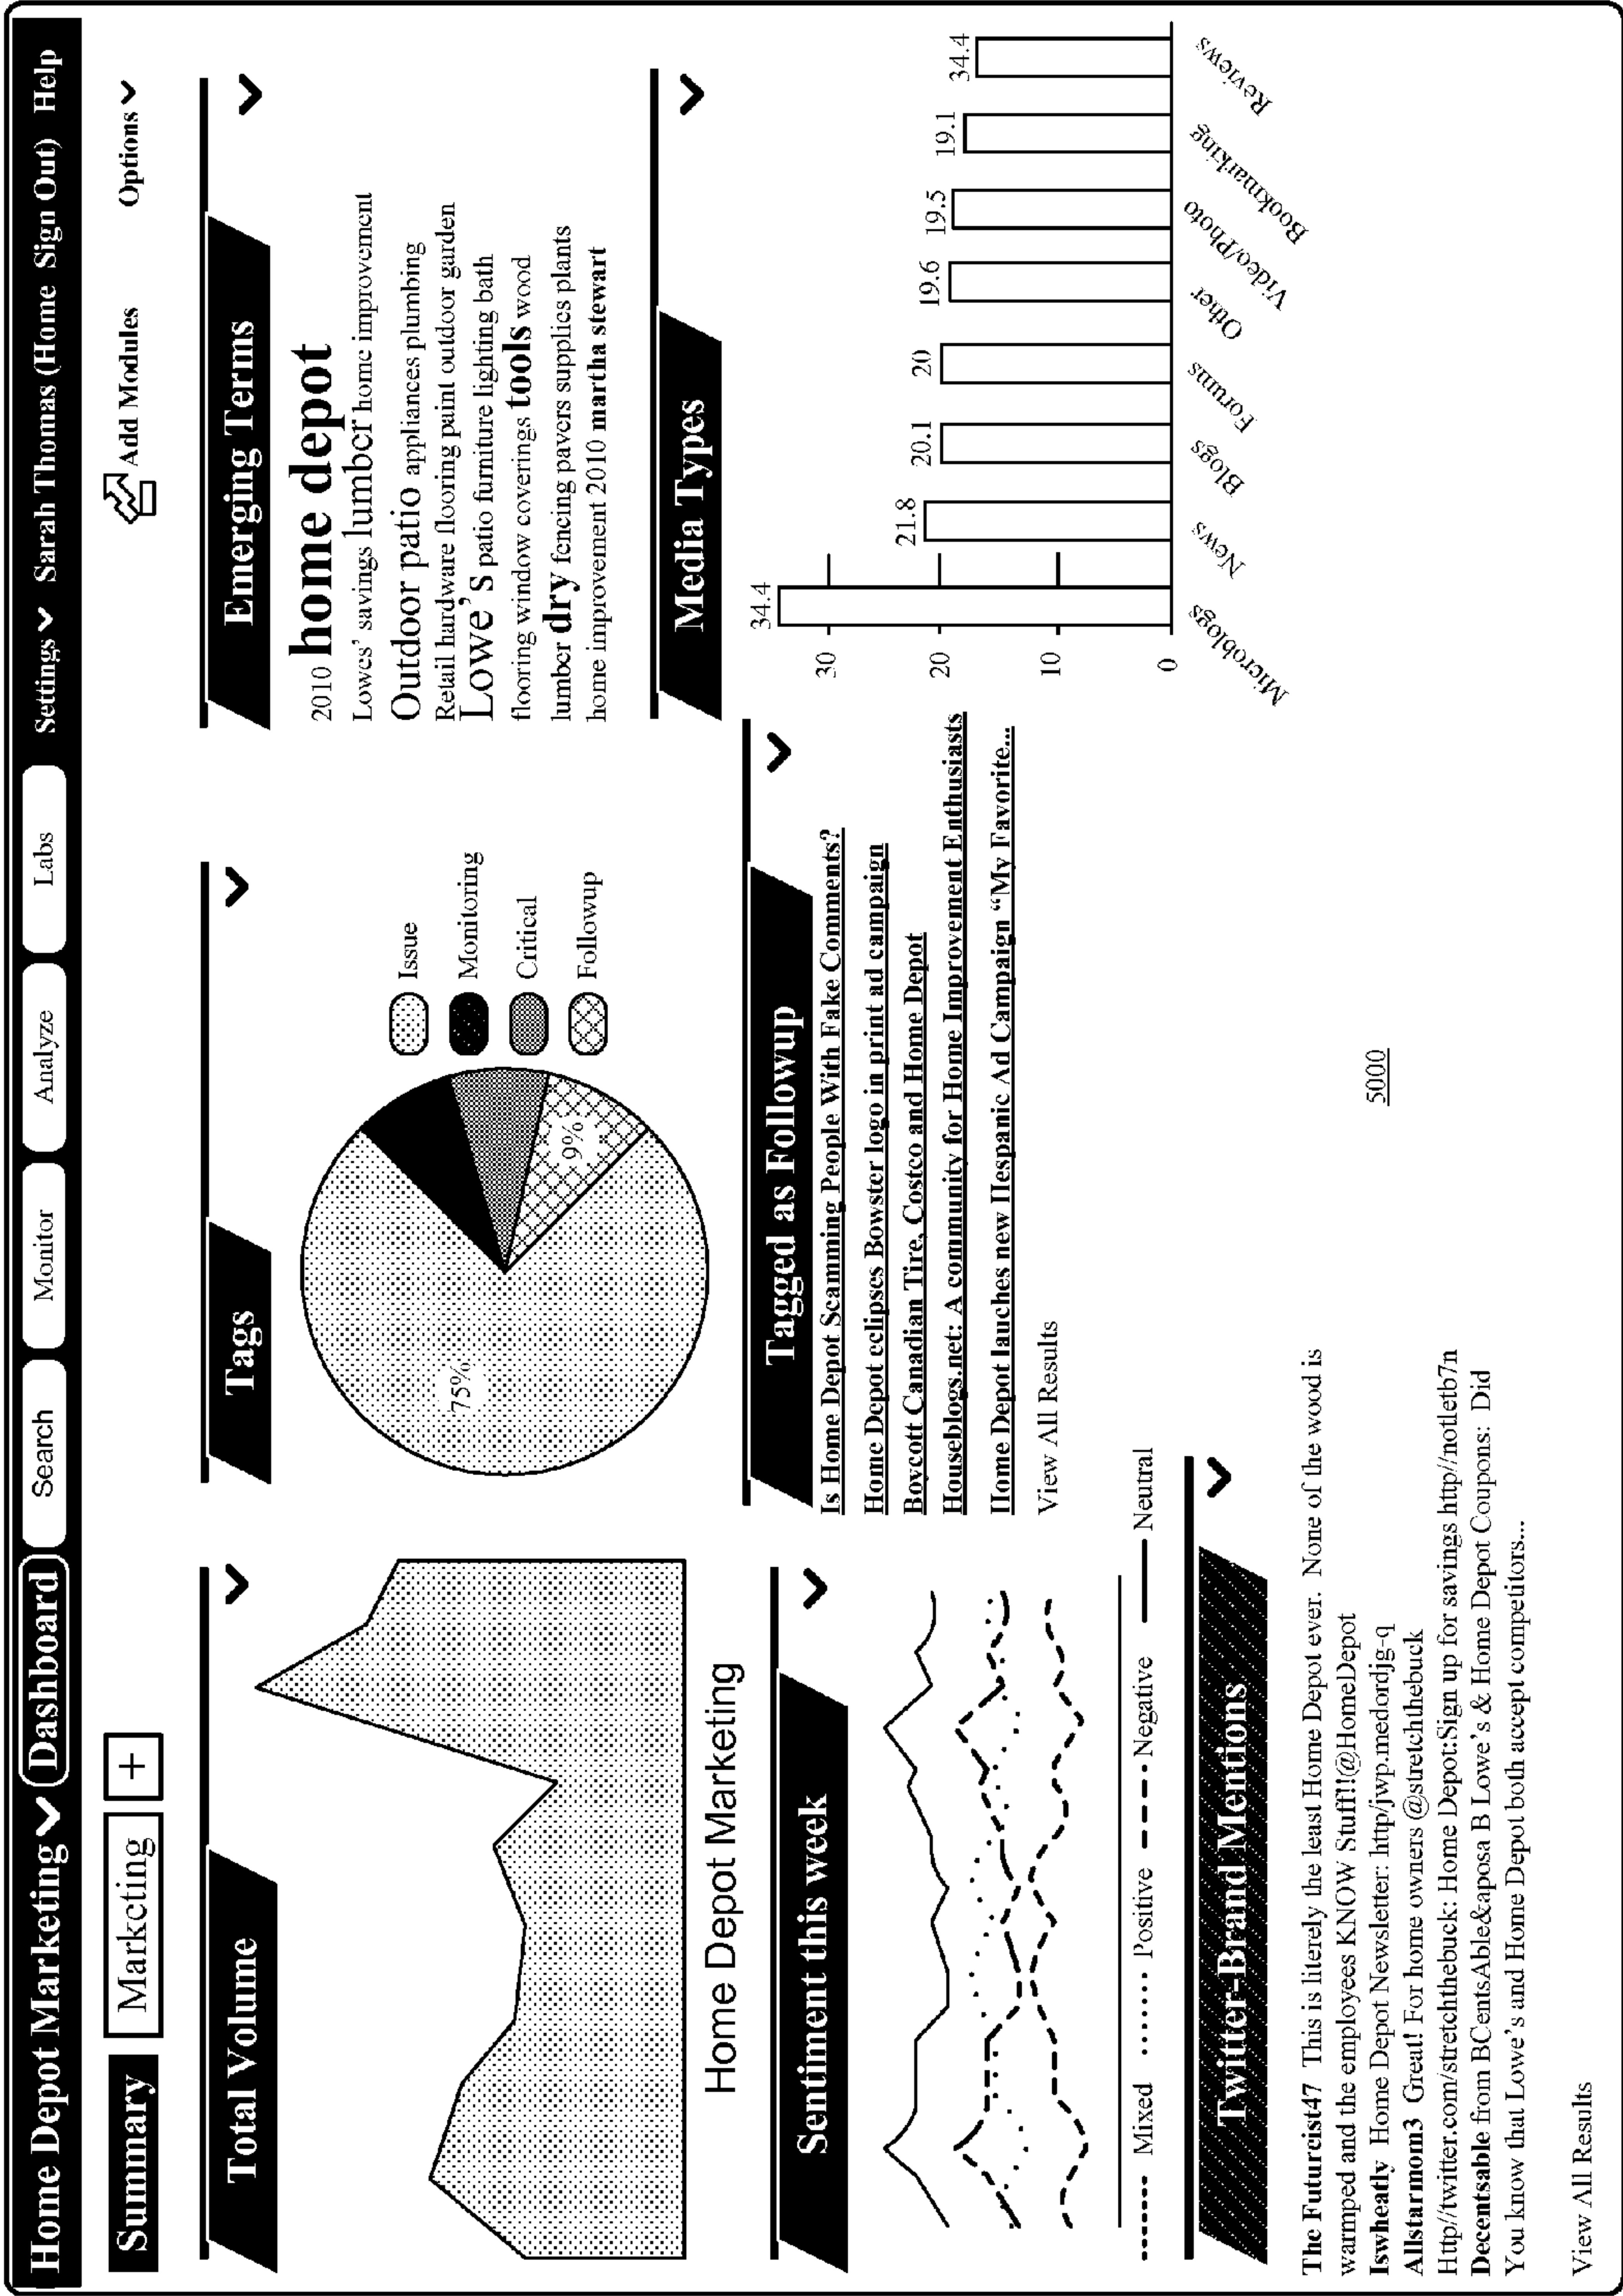 Home Depot Marketing Dashboard Search Monitor Analyze Labs Settings Sarah Thomas (Home Sign Out) Help
Summary Marketing + Add Modules Options
Total Volume
Home Depot Marketing
Tags
75%
9%
Issue
Monitoring
Critical
Followup
Emerging Terms
2010 home depot
Lowes' savings lumber home improvement
Outdoor patio appliances plumbing
Retail hardware flooring paint outdoor garden
Lowe's patio furniture lighting bath
flooring window coverings tools wood
lumber dry fencing pavers supplies plants
home improvement 2010 martha stewart
Sentiment this week
Mixed Positive Negative Neutral
Tagged as Followup
Is Home Depot Scamming People With Fake Comments?
Home Depot eclipses Bowster logo in print ad campaign
Boycott Canadian Tire, Costco and Home Depot
Houseblogs.net: A community for Home Improvement Enthusiasts
Home Depot lauches new Hespanic Ad Campaign “My Favorite...
View All Results
Media Types
34.4 21.8 20.1 20 19.6 19.5 19.1 34.4
30
20
10
0
Microblogs News Blogs Forums Other Video/Photo Bookmarking Reviews
Twitter-Brand Mentions
The Futurcist47 This is literely the least Home Depot ever. None of the wood is
warmped and the employees KNOW Stuff!!@HomeDepot
Iswheatly Home Depot Newsletter: http/jwp.medordjg-q
Allstarmom3 Great! For home owners @stretchthebuck
Http//twitter.com/stretchthebuck: Home Depot:Sign up for savings http//notletb7n
Decentsable from BCentsAble&aposa B Lowe's & Home Depot Coupons: Did
You know that Lowe's and Home Depot both accept competitors...
View All Results
5000